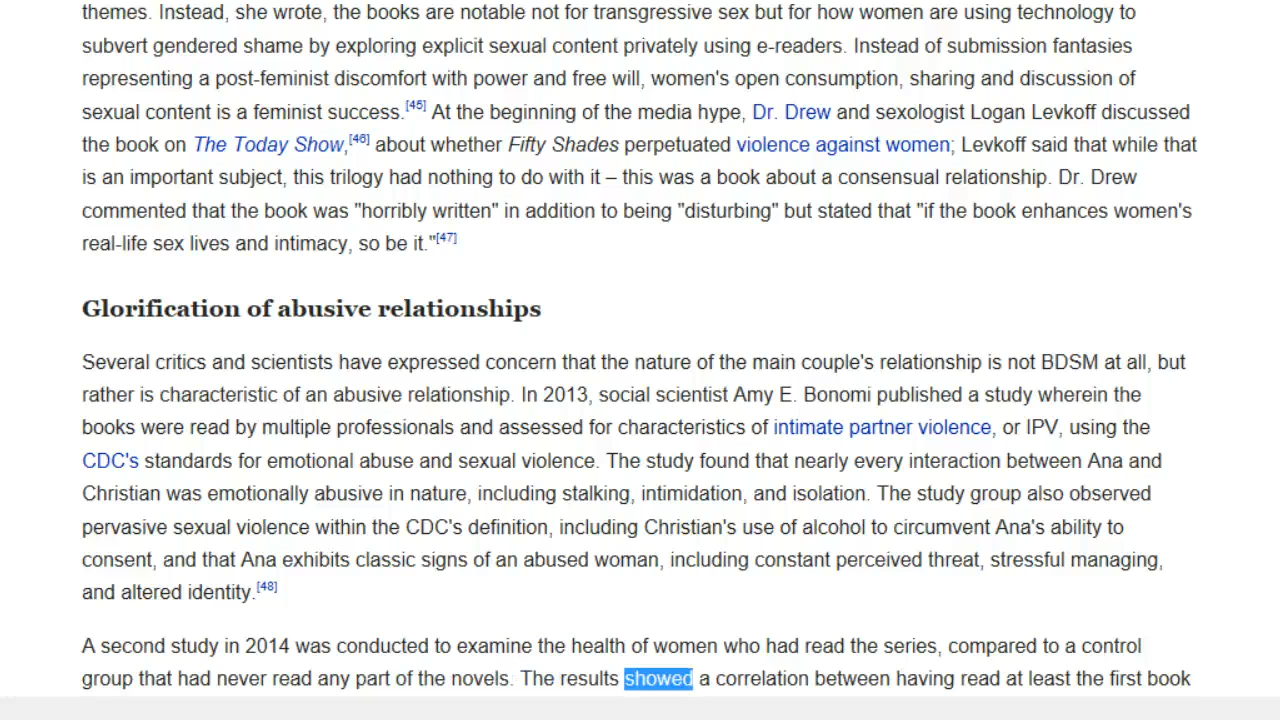 themes. Instead, she wrote, the books are notable not for transgressive sex but for how women are using technology to
subvert gendered shame by exploring explicit sexual content privately using e-readers. Instead of submission fantasies
representing a post-feminist discomfort with power and free will, women's open consumption, sharing and discussion of
sexual content is a feminist success.[45] At the beginning of the media hype, Dr. Drew and sexologist Logan Levkoff discussed
the book on The Today Show,[46] about whether Fifty Shades perpetuated violence against women; Levkoff said that while that
is an important subject, this trilogy had nothing to do with it – this was a book about a consensual relationship. Dr. Drew
commented that the book was "horribly written" in addition to being "disturbing" but stated that "if the book enhances women's
real-life sex lives and intimacy, so be it."[47]
Glorification of abusive relationships
Several critics and scientists have expressed concern that the nature of the main couple's relationship is not BDSM at all, but
rather is characteristic of an abusive relationship. In 2013, social scientist Amy E. Bonomi published a study wherein the
books were read by multiple professionals and assessed for characteristics of intimate partner violence, or IPV, using the
CDC's standards for emotional abuse and sexual violence. The study found that nearly every interaction between Ana and
Christian was emotionally abusive in nature, including stalking, intimidation, and isolation. The study group also observed
pervasive sexual violence within the CDC's definition, including Christian's use of alcohol to circumvent Ana's ability to
consent, and that Ana exhibits classic signs of an abused woman, including constant perceived threat, stressful managing,
and altered identity.[48]
A second study in 2014 was conducted to examine the health of women who had read the series, compared to a control
group that had never read any part of the novels. The results showed a correlation between having read at least the first book